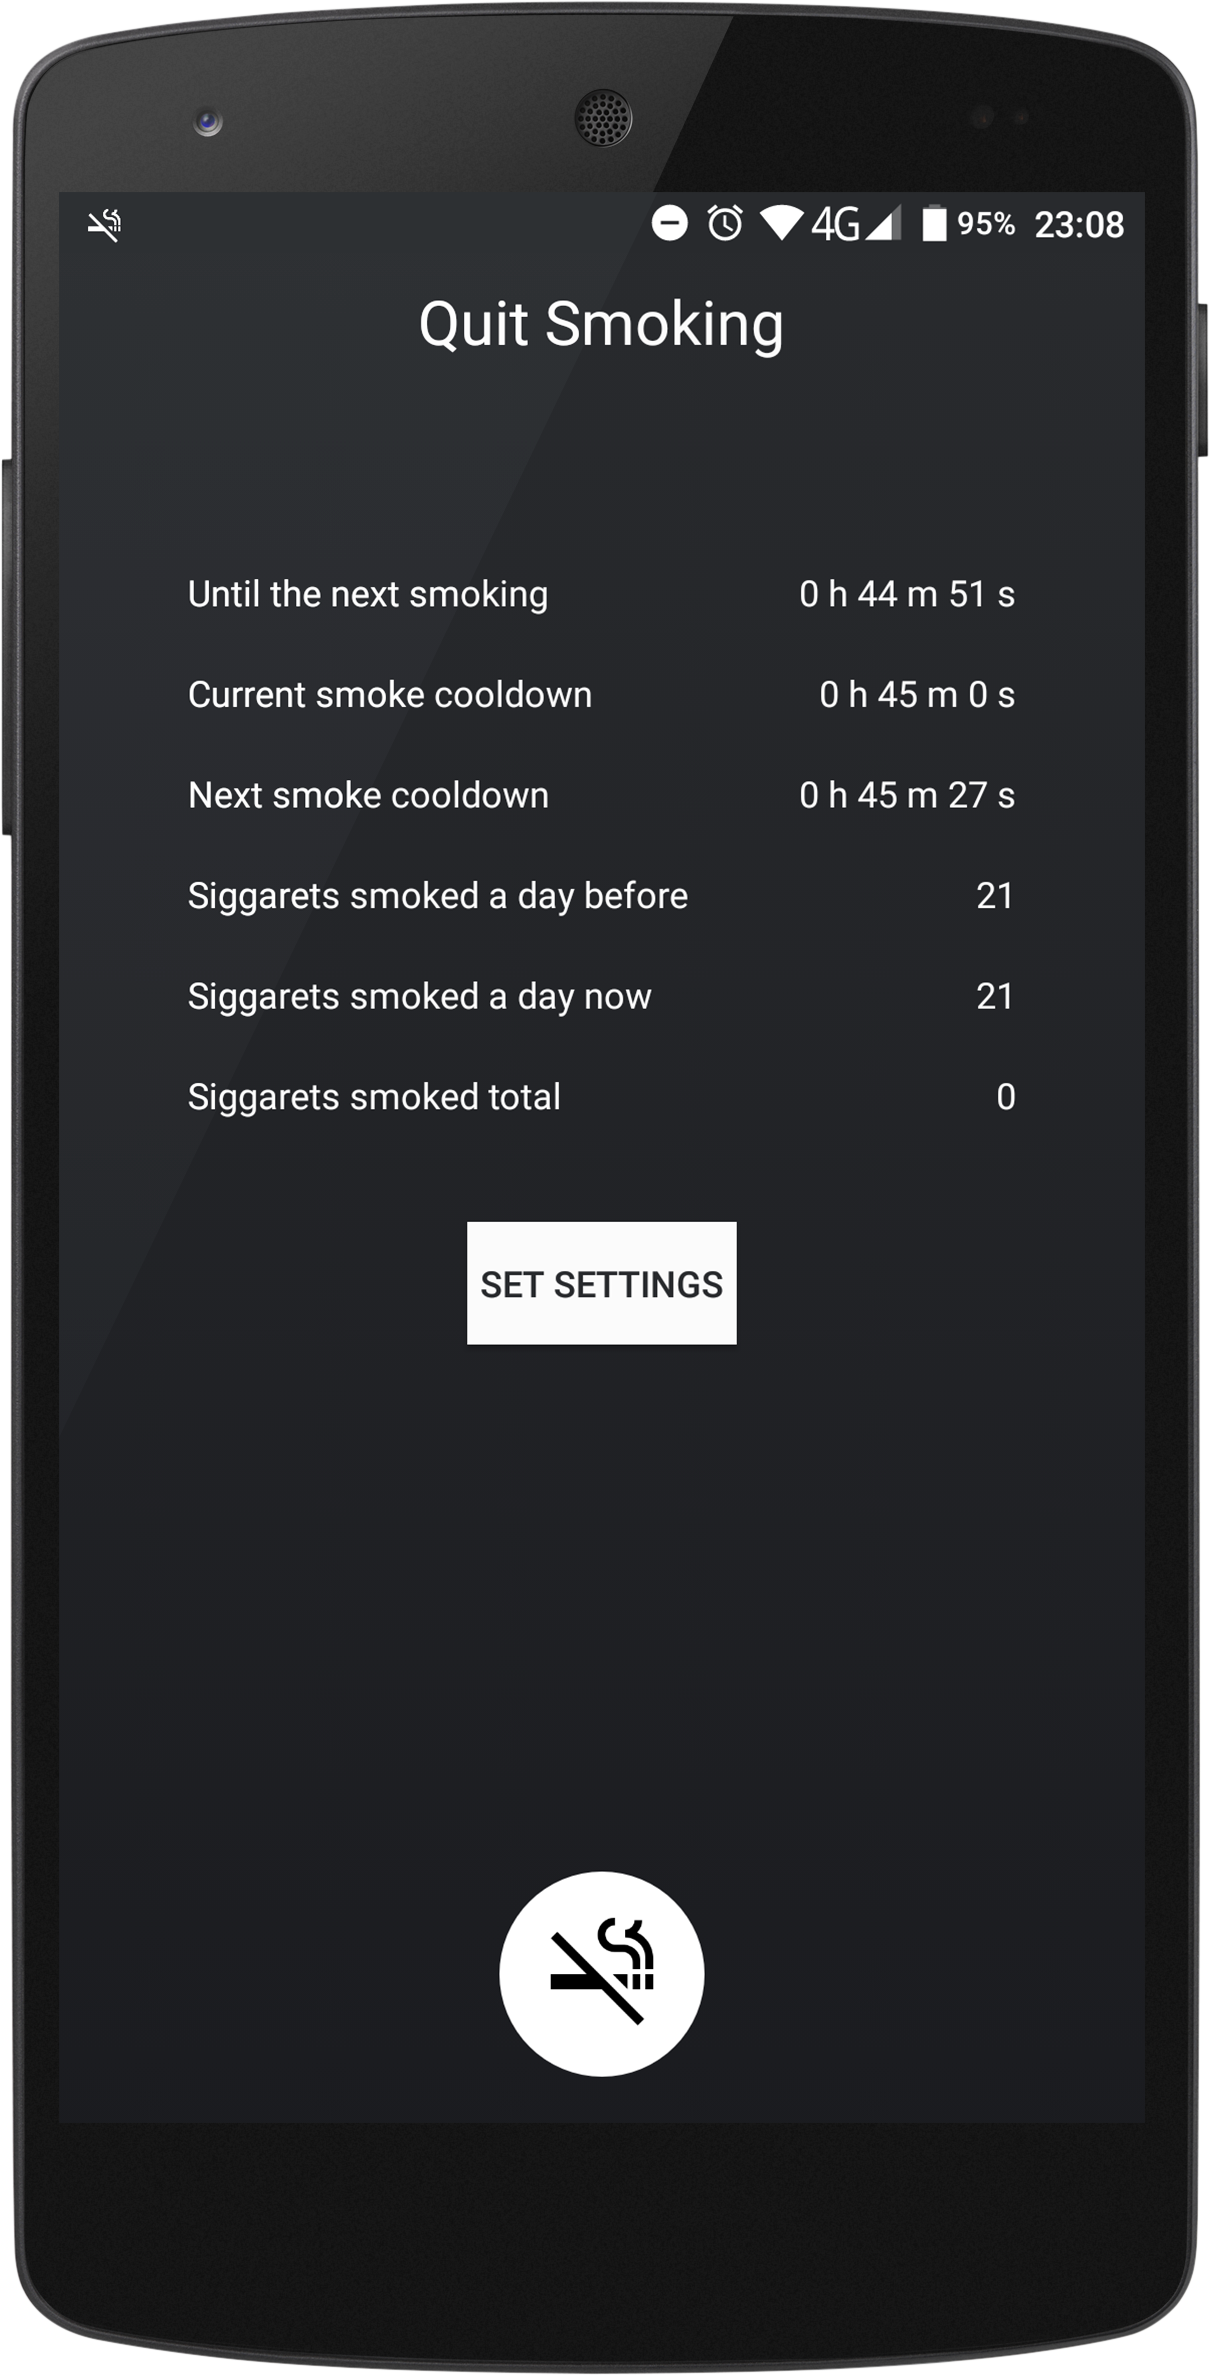 4G 95% 23:08
Quit Smoking
Until the next smoking 0 h 44 m 51 s
Current smoke cooldown 0 h 45 m 0 s
Next smoke cooldown 0 h 45 m 27 s
Siggarets smoked a day before 21
Siggarets smoked a day now 21
Siggarets smoked total 0
SET SETTINGS